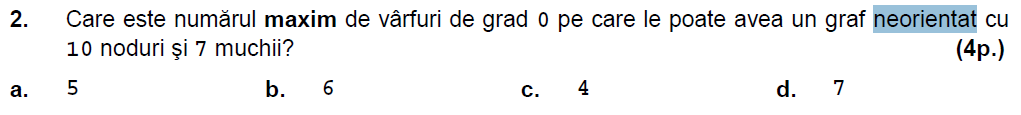 2. Care este numărul maxim de vârfuri de grad 0 pe care le poate avea un graf neorientat cu
10 noduri şi 7 muchii? (4p.)
a. 5 b. 6 c. 4 d. 7